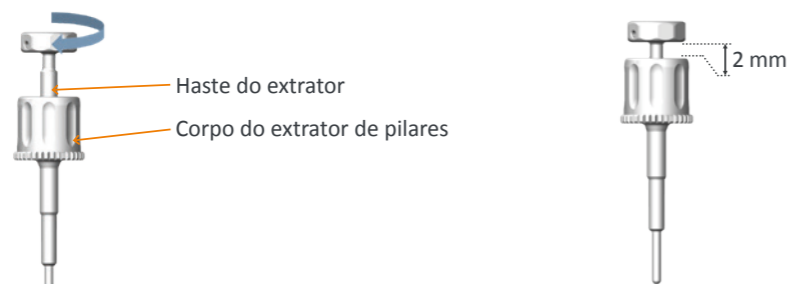 2 mm
Haste do extrator
Corpo do extrator de pilares